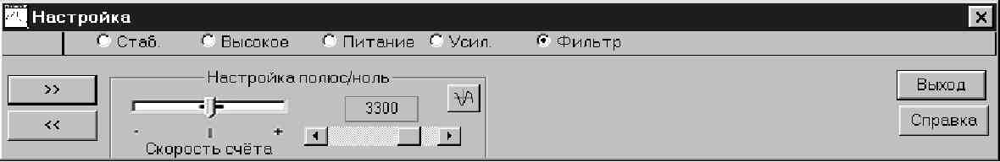 Настройка
Стаб. Высокое Питание Усил. Фильтр
Настройка полюс/ноль
>> 3300 Выход
<< Справка
- +
Скорость счёта